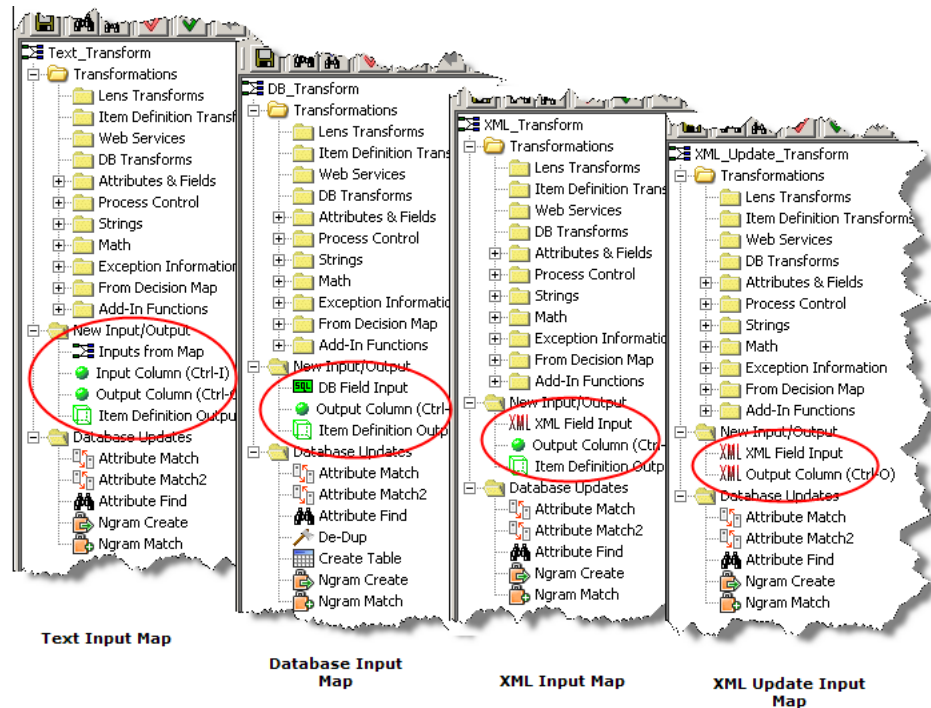 Text_Transform
Transformations
Lens Transforms
Item Definition Transf
Web Services
DB Transforms
Attributes & Fields
Process Control
Strings
Math
Exception Information
From Decision Map
Add-In Functions
New Input/Output
Inputs from Map
Input Column (Ctrl-I)
Output Column (Ctrl-O
Item Definition Outpu
Database Updates
Attribute Match
Attribute Match2
Attribute Find
Ngram Create
Ngram Match
Text Input Map
DB_Transform
Transformations
Lens Transforms
Item Definition Trans
Web Services
DB Transforms
Attributes & Fields
Process Control
Strings
Math
Exception Informatic
From Decision Map
Add-In Functions
New Input/Output
SQL DB Field Input
Output Column (Ctrl-
Item Definition Outp
Database Updates
Attribute Match
Attribute Match2
Attribute Find
De-Dup
Create Table
Ngram Create
Ngram Match
Database Input
Map
XML_Transform
Transformations
Lens Transforms
Item Definition Trans
Web Services
DB Transforms
Attributes & Fields
Process Control
Strings
Math
Exception Informatic
From Decision Map
Add-In Functions
New Input/Output
XML XML Field Input
Output Column (Ctrl-
Item Definition Outp
Database Updates
Attribute Match
Attribute Match2
Attribute Find
Ngram Create
Ngram Match
XML Input Map
XML_Update_Transform
Transformations
Lens Transforms
Item Definition Transforms
Web Services
DB Transforms
Attributes & Fields
Process Control
Strings
Math
Exception Information
From Decision Map
Add-In Functions
New Input/Output
XML XML Field Input
XML Output Column (Ctrl-O)
Database Updates
Attribute Match
Attribute Match2
Attribute Find
Ngram Create
Ngram Match
XML Update Input
Map